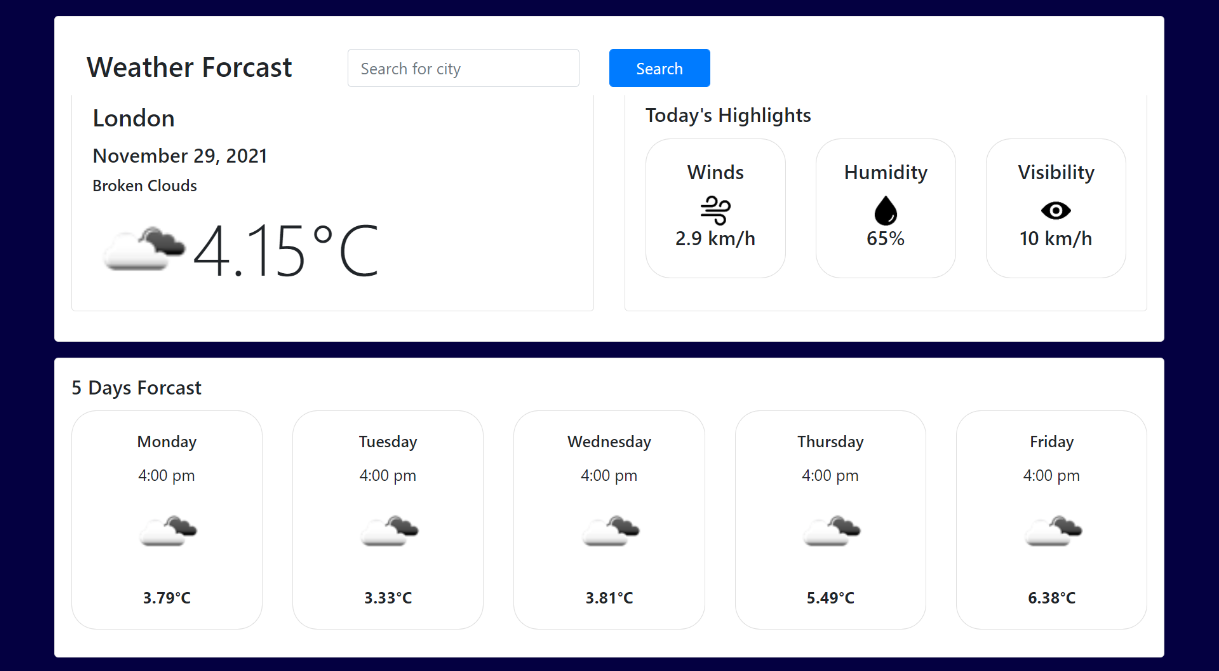 Weather Forcast
Search for city
Search
London
November 29, 2021
Broken Clouds
4.15°C
Today's Highlights
Winds
2.9 km/h
Humidity
65%
Visibility
10 km/h
5 Days Forcast
Monday
4:00 pm
3.79°C
Tuesday
4:00 pm
3.33°C
Wednesday
4:00 pm
3.81°C
Thursday
4:00 pm
5.49°C
Friday
4:00 pm
6.38°C